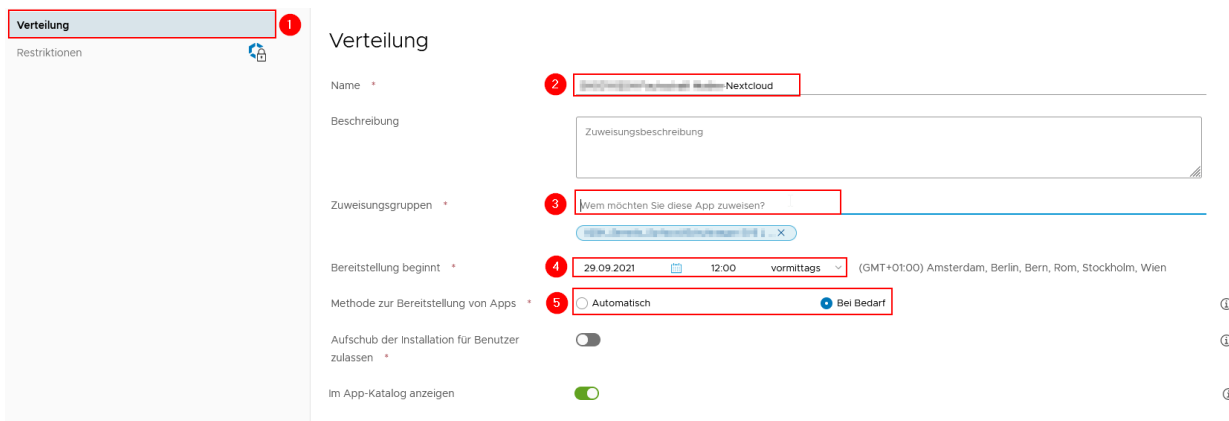 Verteilung
1
Restriktionen
Verteilung
Name *
2
Nextcloud
Beschreibung
Zuweisungsbeschreibung
Zuweisungsgruppen *
3
Wem möchten Sie diese App zuweisen?
Bereitstellung beginnt *
4
29.09.2021 12:00 vormittags (GMT+01:00) Amsterdam, Berlin, Bern, Rom, Stockholm, Wien
Methode zur Bereitstellung von Apps *
5
Automatisch Bei Bedarf
Aufschub der Installation für Benutzer
zulassen *
Im App-Katalog anzeigen